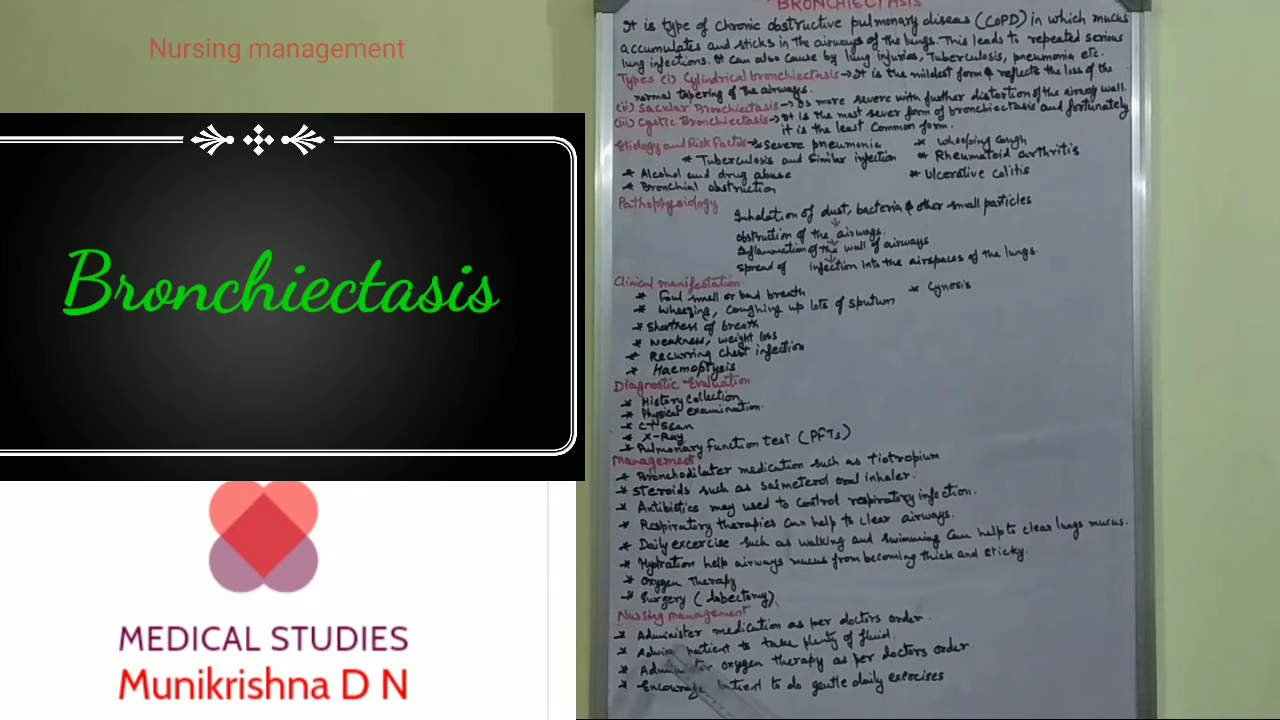 Nursing management
Bronchiectasis
MEDICAL STUDIES
Munikrishna D N
BRONCHIECTASIS
It is type of chronic obstructive pulmonary diseas (COPD) in which mucus
accumulates and sticks in the airways of the lungs. This leads to repeated serious
lung infections. It can also cause by lung injuries, Tuberculosis, pneumonia etc.
Types (i) Cylindrical bronchiectasis → It is the mildest form & reflects the loss of the
normal tapering of the airways.
(ii) Sacular Bronchiectasis → Is more severe with further distortion of the airway wall.
(iii) Cystic Bronchiectasis → It is the most sever form of bronchiectasis and fortunately
it is the least common form.
Etiology and Risk Factor → * Severe pneumonia * Whooping Cough
* Tuberculosis and similar infection * Rheumatoid arthritis
* Alcohol and drug abuse * Ulcerative colitis
* Bronchial obstruction
Pathophysiology
Inhalation of dust, bacteria & other small particles
↓
obstruction of the airways.
↓
Inflammation of the wall of airways
↓
spread of infection into the airspaces of the lungs.
Clinical manifestation
* Foul smell or bad breath * Cynosis
* Wheezing, coughing up lots of sputum
* Shortness of breath
* Weakness, weight loss
* Recurring chest infection
* Haemoptysis
Diagnostic Evaluation
* History collection
* Physical examination.
* CT Scan
* X-Ray
* Pulmonary function test (PFTs)
Management
* Bronchodilater medication such as tiotropium
* Steroids such as salmeterol oral inhaler.
* Antibiotics may used to control respiratory infection.
* Respiratory therapies can help to clear airways.
* Daily excercise such as walking and swimming can help to clear lungs mucus.
* Hydration help airways mucus from becoming thick and sticky.
* Oxygen Therapy
* Surgery (lobectomy)
Nursing management
* Administer medication as per doctors order.
* Advice patient to take plenty of fluid.
* Administer oxygen therapy as per doctors order
* Encourage patient to do gentle daily exercises